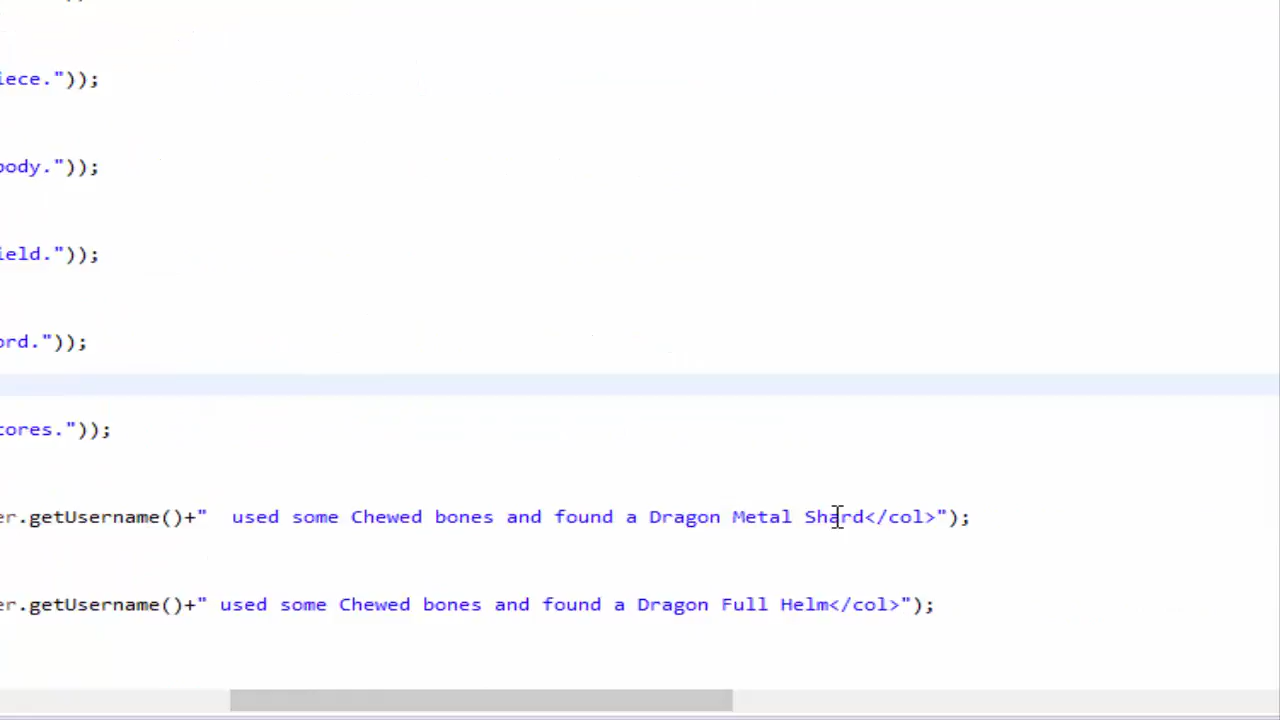 iece."));
body."));
ield."));
ord."));
cores."));
er.getUsername()+"  used some Chewed bones and found a Dragon Metal Shard</col>");
er.getUsername()+" used some Chewed bones and found a Dragon Full Helm</col>");